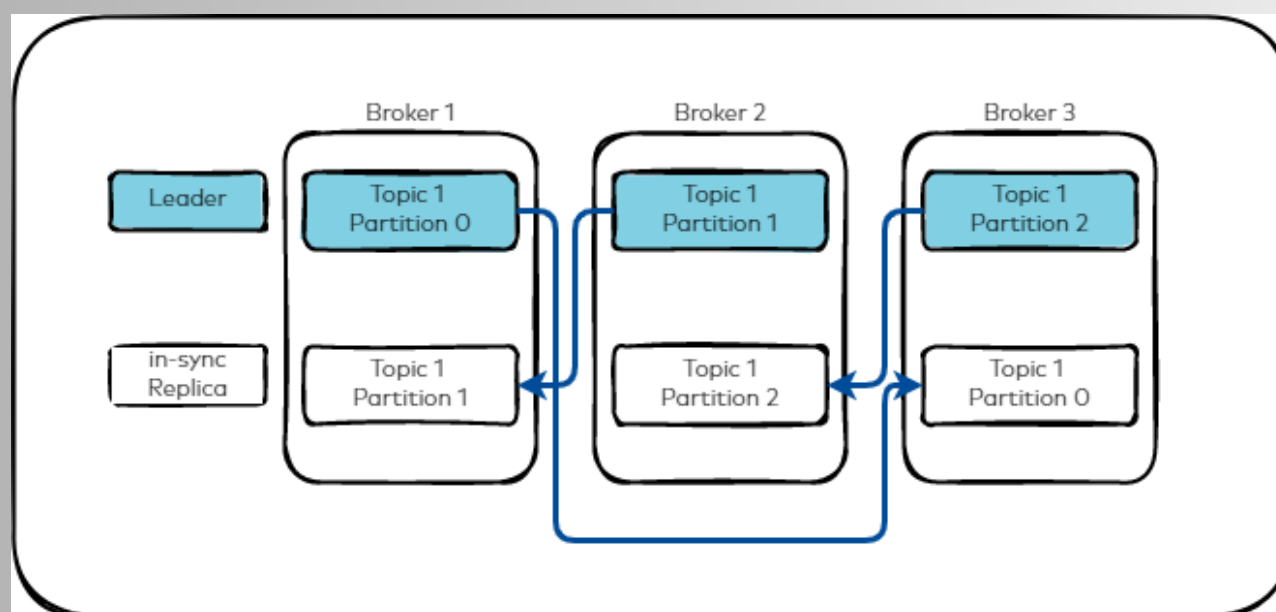 Broker 1
Broker 2
Broker 3
Leader
Topic 1
Partition 0
Topic 1
Partition 1
Topic 1
Partition 2
in-sync
Replica
Topic 1
Partition 1
Topic 1
Partition 2
Topic 1
Partition 0